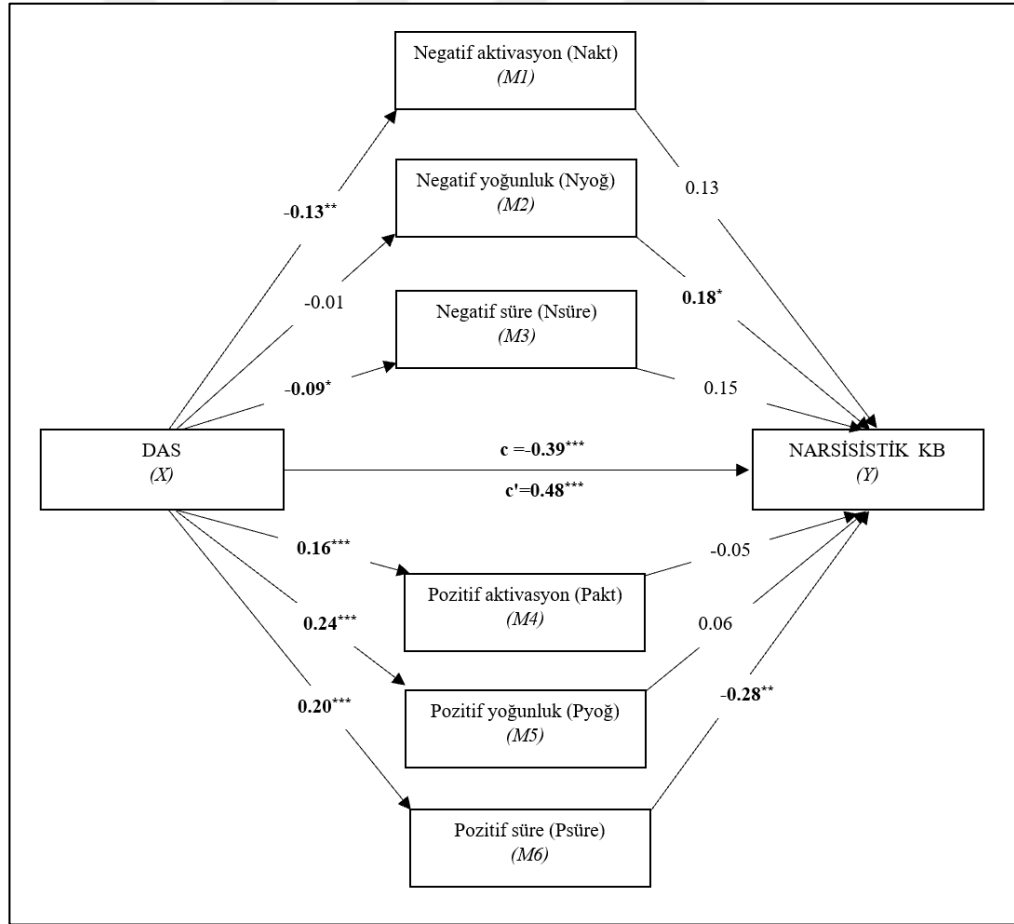 Negatif aktivasyon (Nakt)
(M1)
Negatif yoğunluk (Nyoğ)
(M2)
0.13
-0.13**
Negatif süre (Nsüre)
(M3)
-0.01
0.18*
-0.09*
0.15
DAS
(X)
c =-0.39***
c'=0.48***
NARSİSİSTİK KB
(Y)
0.16***
-0.05
Pozitif aktivasyon (Pakt)
(M4)
0.24***
0.06
Pozitif yoğunluk (Pyoğ)
(M5)
0.20***
-0.28**
Pozitif süre (Psüre)
(M6)